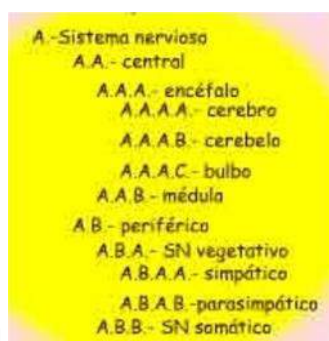 A.-Sistema nervioso
A.A.- central
A.A.A.- encéfalo
A.A.A.A.- cerebro
A.A.A.B.- cerebelo
A.A.A.C.- bulbo
A.A.B.- médula
A.B.- periférico
A.B.A.- SN vegetativo
A.B.A.A.- simpático
A.B.A.B.-parasimpático
A.B.B.- SN somático